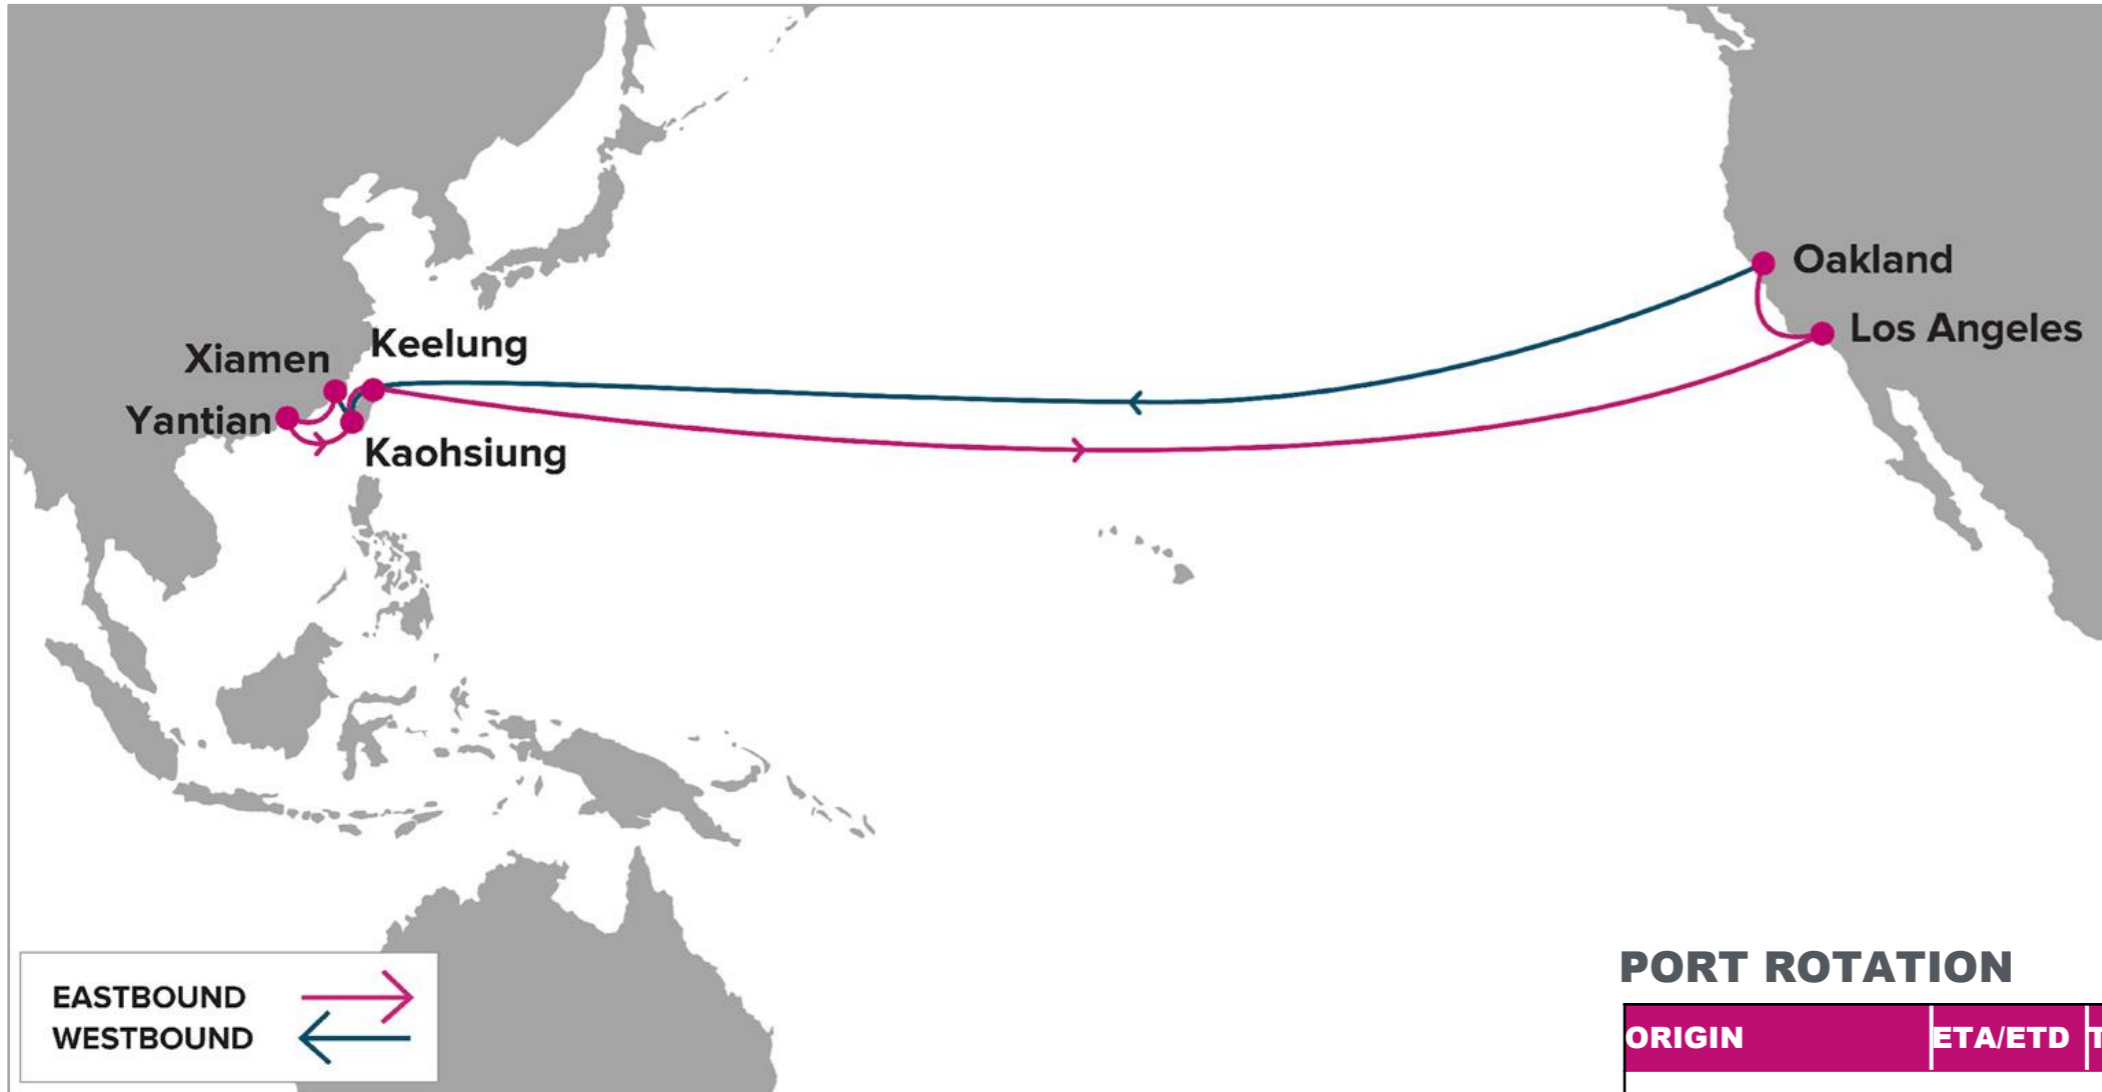 Oakland
Los Angeles
Keelung
Xiamen
Yantian
Kaohsiung
EASTBOUND
WESTBOUND
PORT ROTATION
ORIGIN ETA/ETD